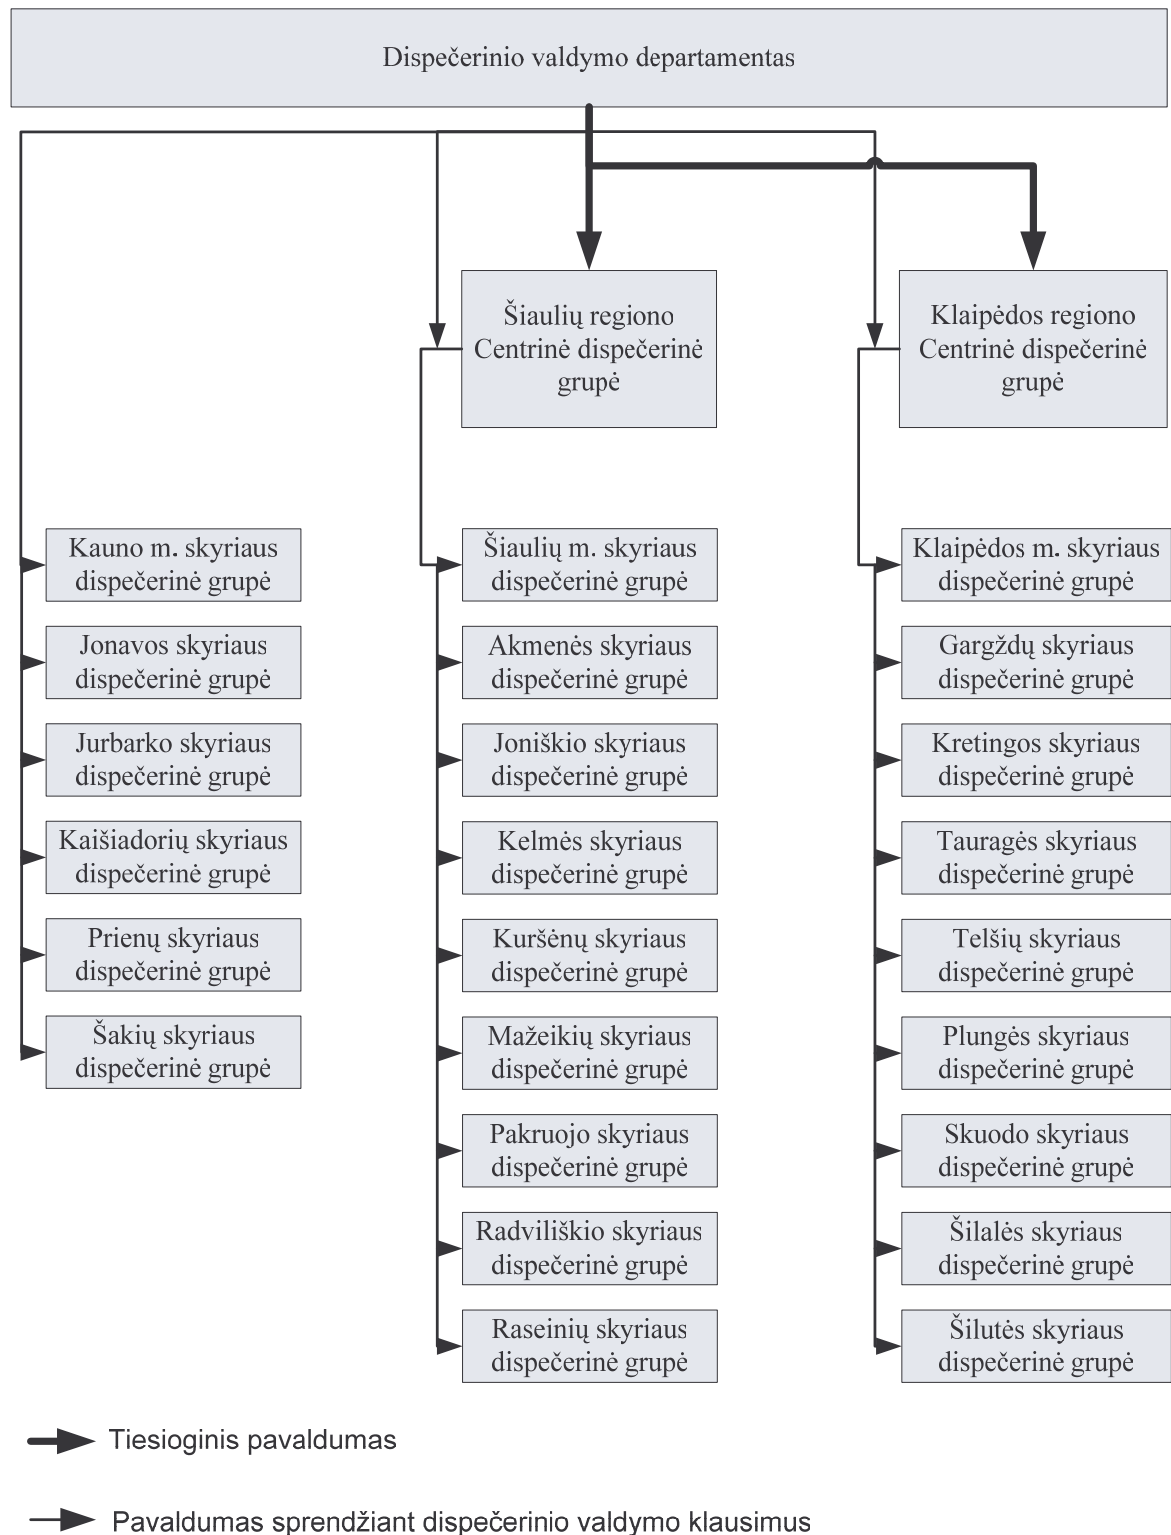 Dispečerinio valdymo departamentas
Šiaulių regiono
Centrinė dispečerinė
grupė
Klaipėdos regiono
Centrinė dispečerinė
grupė
Kauno m. skyriaus
dispečerinė grupė
Jonavos skyriaus
dispečerinė grupė
Jurbarko skyriaus
dispečerinė grupė
Kaišiadorių skyriaus
dispečerinė grupė
Prienų skyriaus
dispečerinė grupė
Šakių skyriaus
dispečerinė grupė
Šiaulių m. skyriaus
dispečerinė grupė
Akmenės skyriaus
dispečerinė grupė
Joniškio skyriaus
dispečerinė grupė
Kelmės skyriaus
dispečerinė grupė
Kuršėnų skyriaus
dispečerinė grupė
Mažeikių skyriaus
dispečerinė grupė
Pakruojo skyriaus
dispečerinė grupė
Radviliškio skyriaus
dispečerinė grupė
Raseinių skyriaus
dispečerinė grupė
Klaipėdos m. skyriaus
dispečerinė grupė
Gargždų skyriaus
dispečerinė grupė
Kretingos skyriaus
dispečerinė grupė
Tauragės skyriaus
dispečerinė grupė
Telšių skyriaus
dispečerinė grupė
Plungės skyriaus
dispečerinė grupė
Skuodo skyriaus
dispečerinė grupė
Šilalės skyriaus
dispečerinė grupė
Šilutės skyriaus
dispečerinė grupė
Tiesioginis pavaldumas
Pavaldumas sprendžiant dispečerinio valdymo klausimus